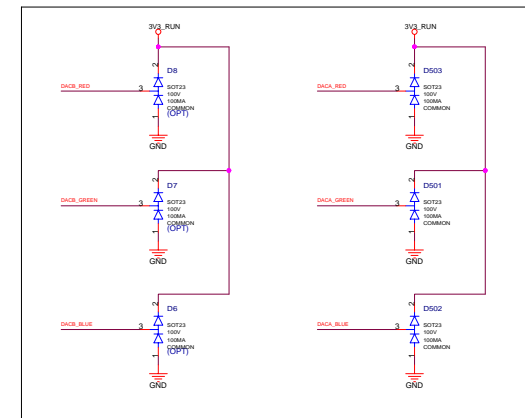 3V3_RUN
3V3_RUN
2
D8
DACB_RED
3
SOT23
100V
100MA
COMMON
(OPT)
1
GND
2
D503
DACA_RED
3
SOT23
100V
100MA
COMMON
1
GND
2
D7
DACB_GREEN
3
SOT23
100V
100MA
COMMON
(OPT)
1
GND
2
D501
DACA_GREEN
3
SOT23
100V
100MA
COMMON
1
GND
2
D6
DACB_BLUE
3
SOT23
100V
100MA
COMMON
(OPT)
1
GND
2
D502
DACA_BLUE
3
SOT23
100V
100MA
COMMON
1
GND